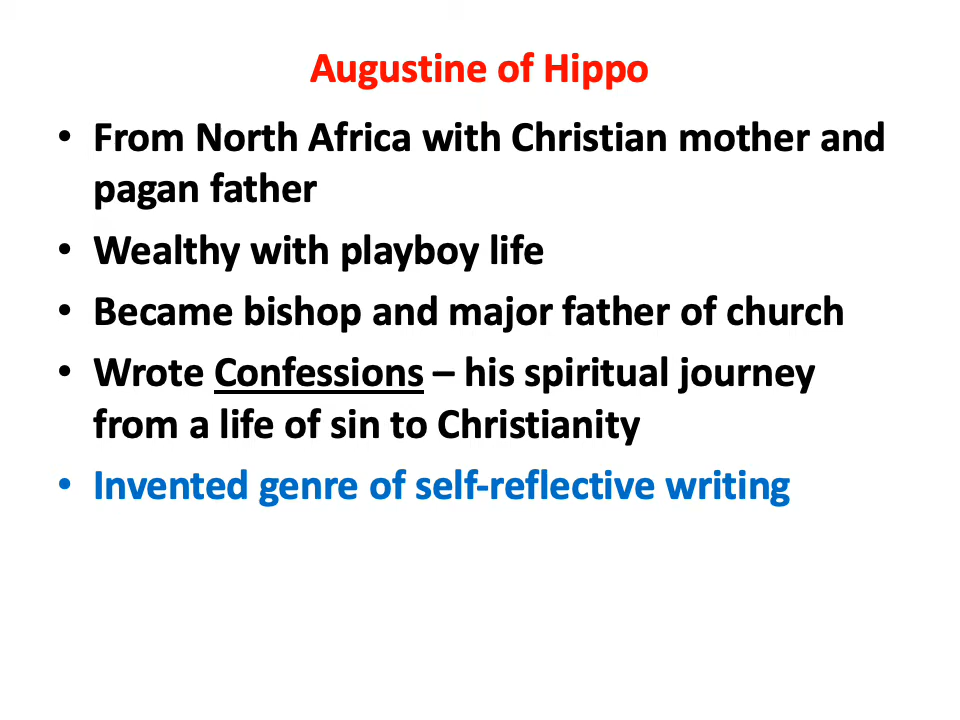 Augustine of Hippo
• From North Africa with Christian mother and
pagan father
• Wealthy with playboy life
• Became bishop and major father of church
• Wrote Confessions – his spiritual journey
from a life of sin to Christianity
• Invented genre of self-reflective writing